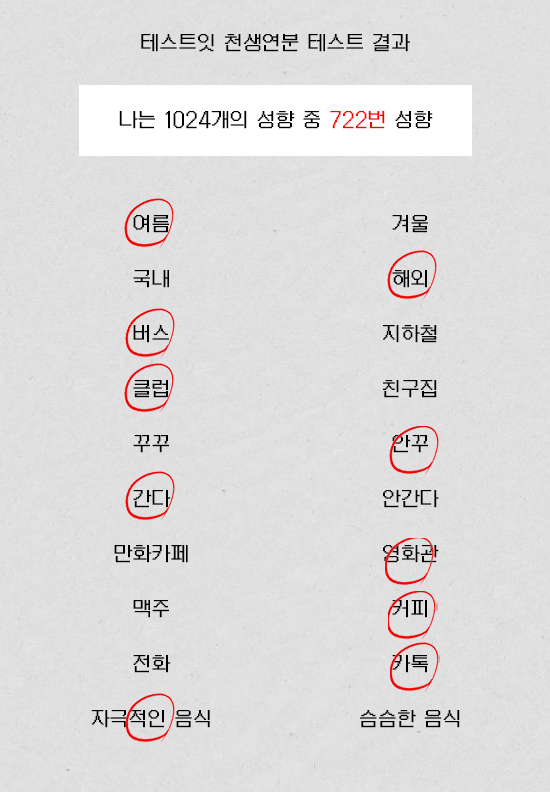 테스트잇 천생연분 테스트 결과
나는 1024개의 성향 중 722번 성향
여름 겨울
국내 해외
버스 지하철
클럽 친구집
꾸꾸 안꾸
간다 안간다
만화카페 영화관
맥주 커피
전화 카톡
자극적인 음식 슴슴한 음식